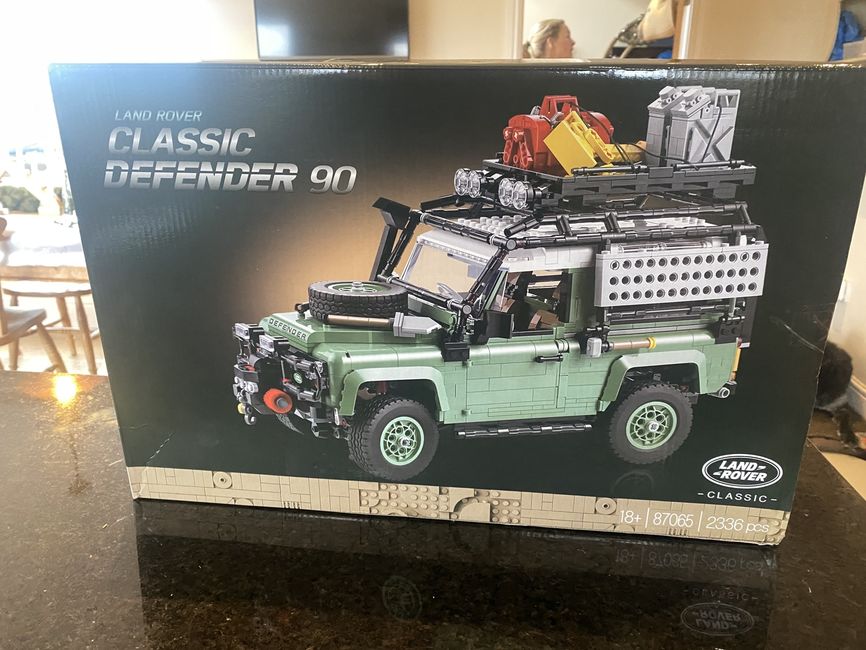 LAND ROVER
CLASSIC
DEFENDER 90
DEFENDER
LAND-
ROVER
-CLASSIC-
18+ | 87065 | 2336 pcs